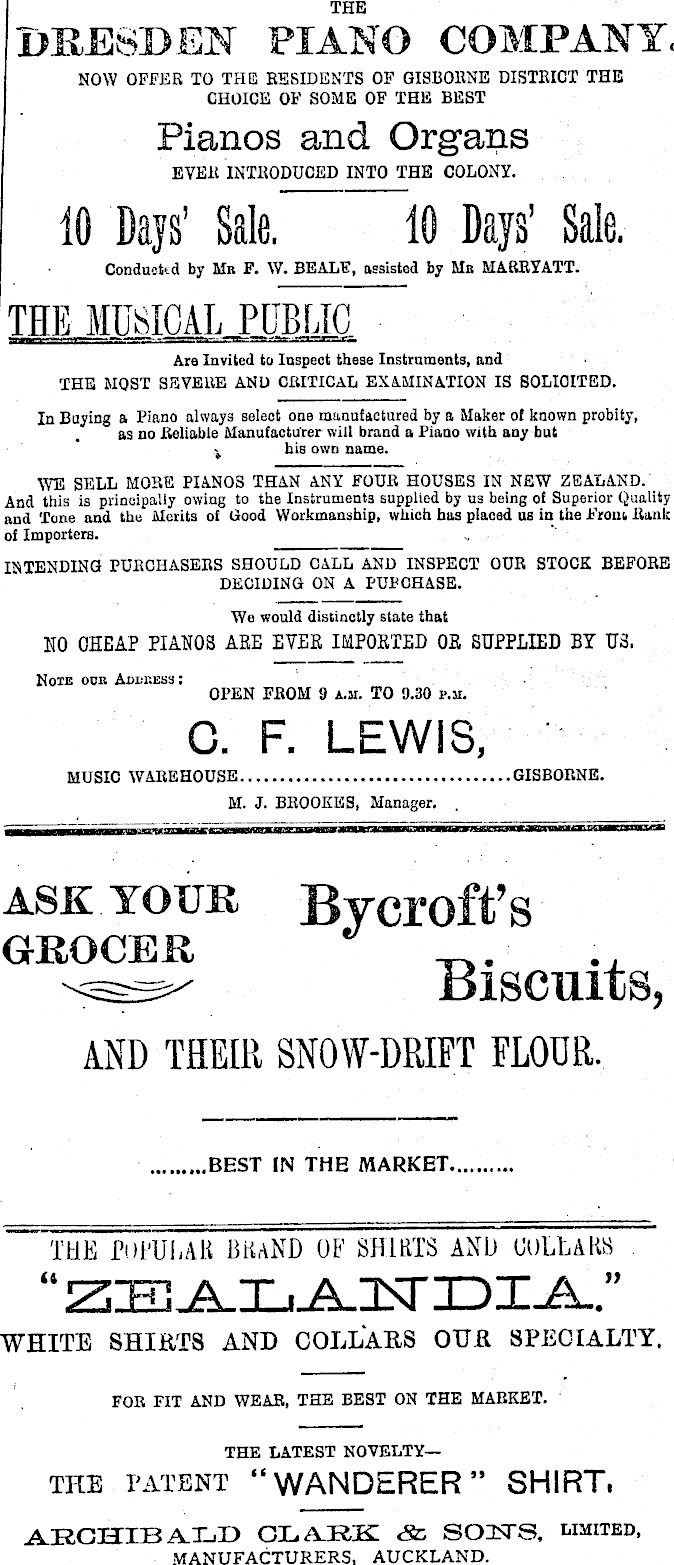 THE
DRESDEN PIANO COMPANY.
NOW OFFER TO THE RESIDENTS OF GISBORNE DISTRICT THE
CHOICE OF SOME OF THE BEST
Pianos and Organs
EVER INTRODUCED INTO THE COLONY.
10 Days' Sale. 10 Days' Sale.
Conducted by MR F. W. BEALE, assisted by MR MARRYATT.
THE MUSICAL PUBLIC
Are Invited to Inspect these Instruments, and
THE MOST SEVERE AND CRITICAL EXAMINATION IS SOLICITED.
In Buying a Piano always select one manufactured by a Maker of known probity,
as no Reliable Manufacturer will brand a Piano with any but
his own name.
WE SELL MORE PIANOS THAN ANY FOUR HOUSES IN NEW ZEALAND.
And this is principally owing to the Instruments supplied by us being of Superior Quality
and Tone and the Merits of Good Workmanship, which has placed us in the Front Rank
of Importers.
INTENDING PURCHASERS SHOULD CALL AND INSPECT OUR STOCK BEFORE
DECIDING ON A PURCHASE.
We would distinctly state that
NO CHEAP PIANOS ARE EVER IMPORTED OR SUPPLIED BY US.
NOTE OUR ADDRESS:
OPEN FROM 9 A.M. TO 9.30 P.M.
C. F. LEWIS,
MUSIC WAREHOUSE..................................GISBORNE.
M. J. BROOKES, Manager.
ASK YOUR GROCER
Bycroft's
Biscuits,
AND THEIR SNOW-DRIFT FLOUR.
.........BEST IN THE MARKET..........
THE POPULAR BRAND OF SHIRTS AND COLLARS
"ZEALANDIA."
WHITE SHIRTS AND COLLARS OUR SPECIALTY.
FOR FIT AND WEAR, THE BEST ON THE MARKET.
THE LATEST NOVELTY—
THE PATENT "WANDERER" SHIRT.
ARCHIBALD CLARK & SONS, LIMITED,
MANUFACTURERS, AUCKLAND.